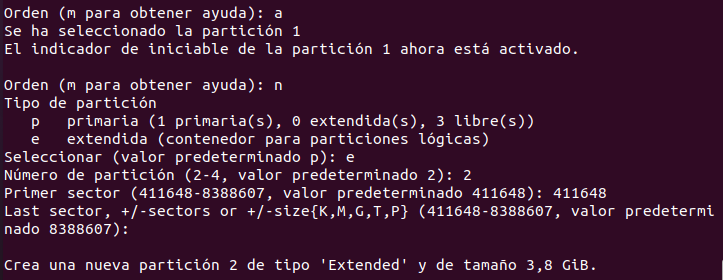 Orden (m para obtener ayuda): a
Se ha seleccionado la partición 1
El indicador de iniciable de la partición 1 ahora está activado.

Orden (m para obtener ayuda): n
Tipo de partición
   p   primaria (1 primaria(s), 0 extendida(s), 3 libre(s))
   e   extendida (contenedor para particiones lógicas)
Seleccionar (valor predeterminado p): e
Número de partición (2-4, valor predeterminado 2): 2
Primer sector (411648-8388607, valor predeterminado 411648): 411648
Last sector, +/-sectors or +/-size{K,M,G,T,P} (411648-8388607, valor predetermi
nado 8388607):

Crea una nueva partición 2 de tipo 'Extended' y de tamaño 3,8 GiB.